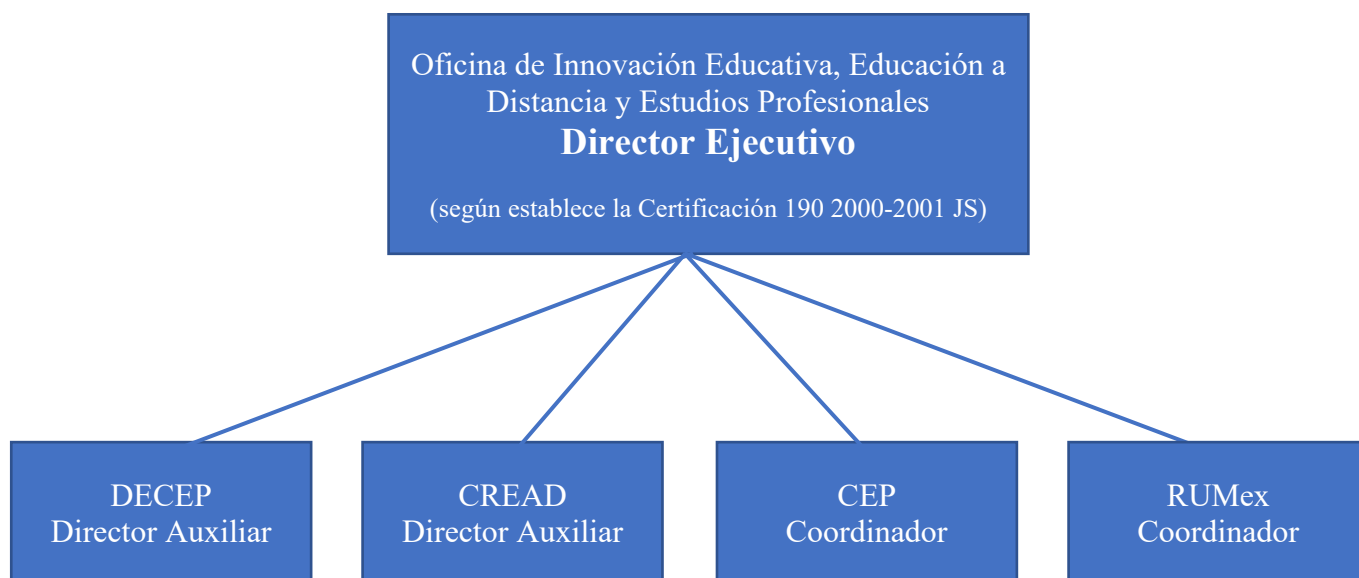 Oficina de Innovación Educativa, Educación a
Distancia y Estudios Profesionales
Director Ejecutivo
(según establece la Certificación 190 2000-2001 JS)
DECEP
Director Auxiliar
CREAD
Director Auxiliar
CEP
Coordinador
RUMex
Coordinador